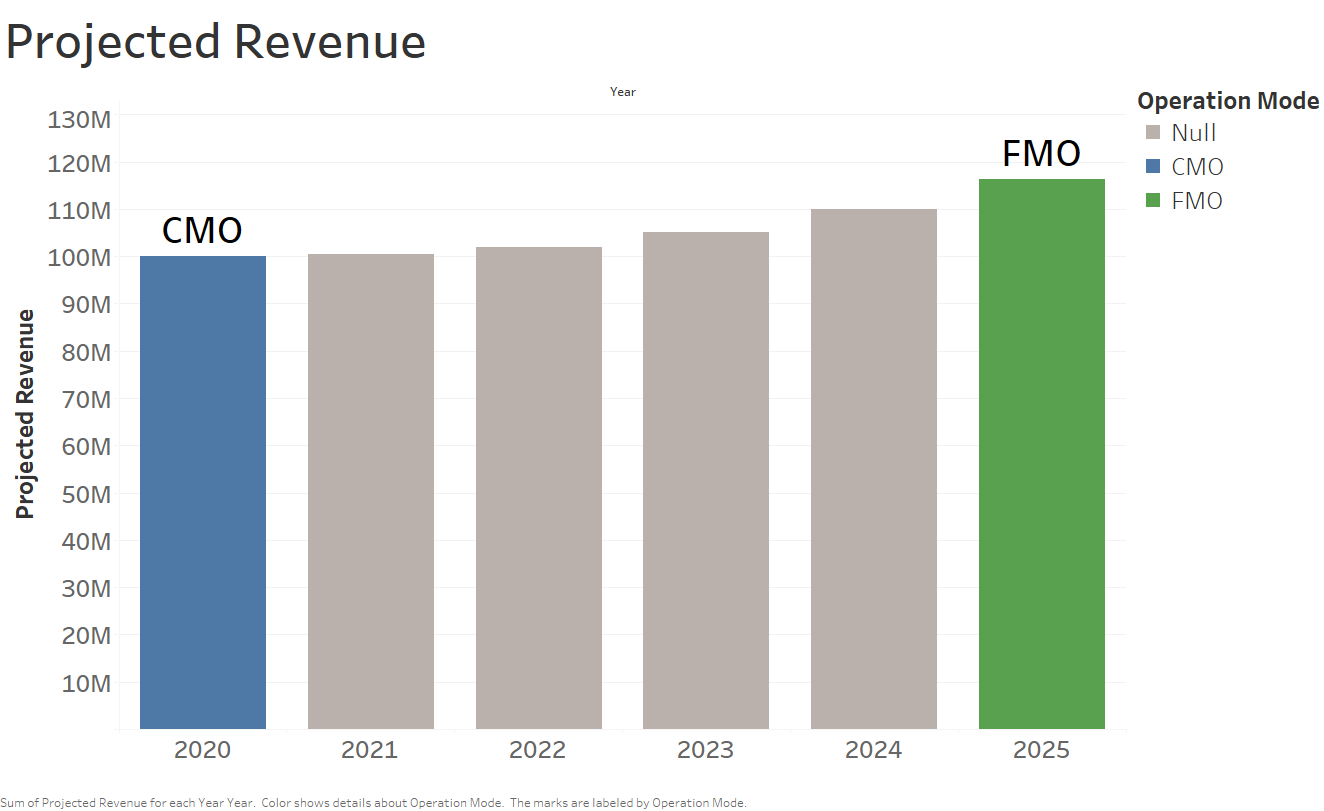 Projected Revenue
Year
Operation Mode
Null
CMO
FMO
130M
120M
110M
100M
90M
80M
70M
60M
50M
40M
30M
20M
10M
Projected Revenue
CMO
FMO
2020 2021 2022 2023 2024 2025
Sum of Projected Revenue for each Year Year.  Color shows details about Operation Mode.  The marks are labeled by Operation Mode.